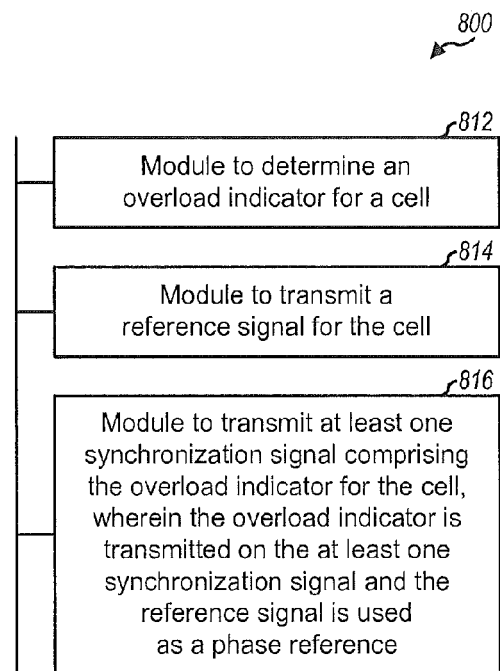 800
812
Module to determine an
overload indicator for a cell
814
Module to transmit a
reference signal for the cell
816
Module to transmit at least one
synchronization signal comprising
the overload indicator for the cell,
wherein the overload indicator is
transmitted on the at least one
synchronization signal and the
reference signal is used
as a phase reference